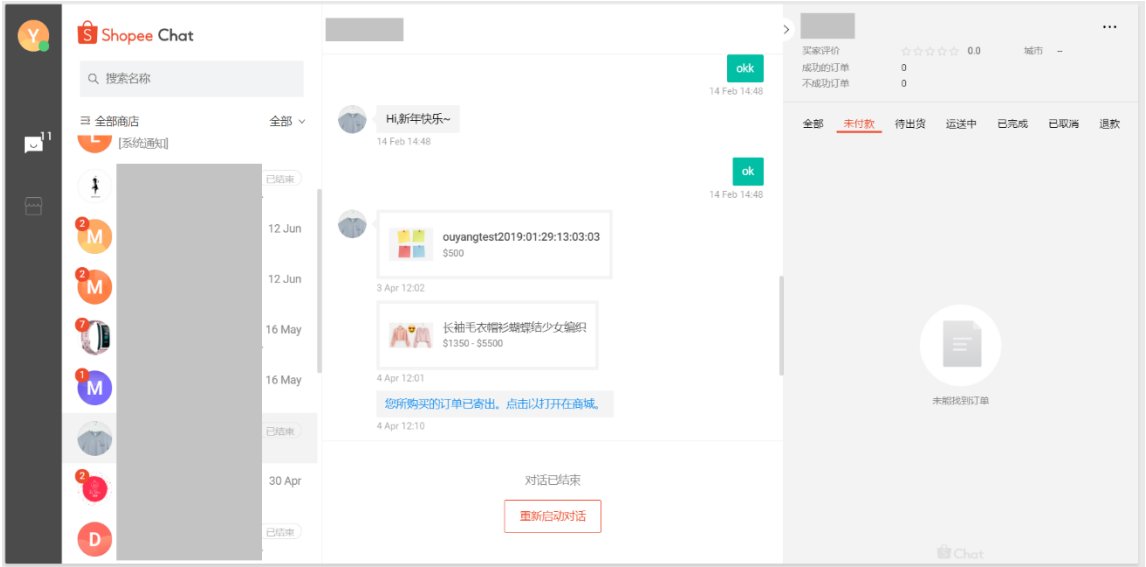 Y
11
Shopee Chat
搜索名称
全部商店
全部
L
[系统通知]
已结束
2
M
12 Jun
2
M
12 Jun
7
16 May
1
M
16 May
已结束
2
30 Apr
D
已结束
okk
14 Feb 14:48
Hi,新年快乐~
14 Feb 14:48
ok
14 Feb 14:48
ouyangtest2019:01:29:13:03:03
$500
3 Apr 12:02
长袖毛衣帽衫蝴蝶结少女编织
$1350 - $5500
4 Apr 12:01
您所购买的订单已寄出。点击以打开在商城。
4 Apr 12:10
对话已结束
重新启动对话
买家评价 0.0 城市 –
成功的订单 0
不成功订单 0
全部 未付款 待出货 运送中 已完成 已取消 退款
未能找到订单
Chat